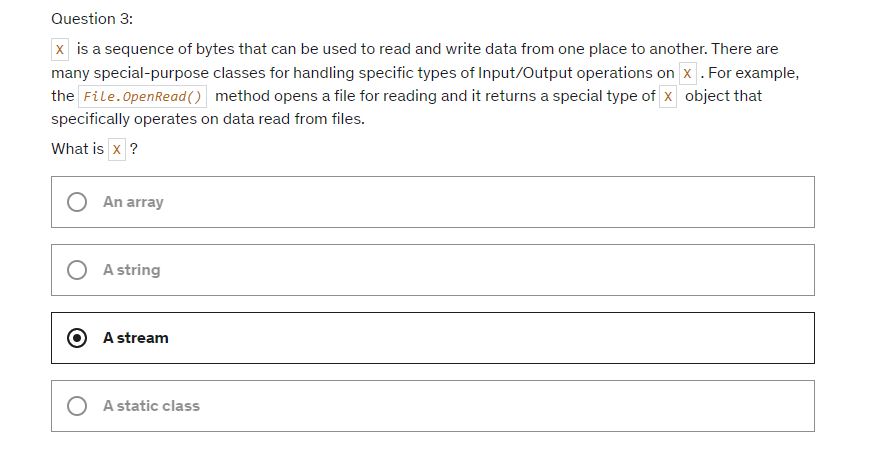 Question 3:
X is a sequence of bytes that can be used to read and write data from one place to another. There are
many special-purpose classes for handling specific types of Input/Output operations on X . For example,
the File.OpenRead() method opens a file for reading and it returns a special type of X object that
specifically operates on data read from files.
What is X ?
An array
A string
A stream
A static class